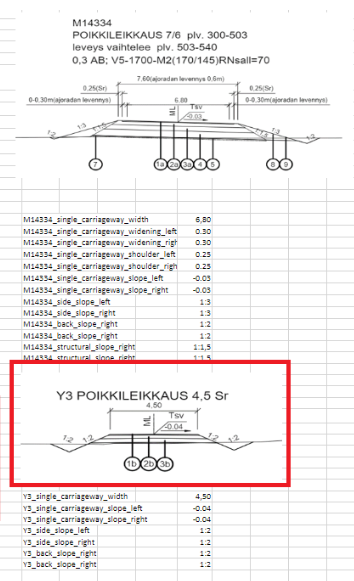 M14334
POIKKILEIKKAUS 7/6 plv. 300-503
leveys vaihtelee plv. 503-540
0,3 AB; V5-1700-M2(170/145)RNsall=70
7,60(ajoradan levennys 0,6m)
0,25(Sr) 0,25(Sr)
0-0,30m(ajoradan levennys) 6,80 0-0,30m(ajoradan levennys)
ML Tsv
-0.03
1:2 1:3 1:1,5 1:3 1:2
7 1a 2a 3a 4 5 8 9
M14334_single_carriageway_width 6,80
M14334_single_carriageway_widening_left 0.30
M14334_single_carriageway_widening_righ 0.30
M14334_single_carriageway_shoulder_left 0.25
M14334_single_carriageway_shoulder_righ 0.25
M14334_single_carriageway_slope_left -0.03
M14334_single_carriageway_slope_right -0.03
M14334_side_slope_left 1:3
M14334_side_slope_right 1:3
M14334_back_slope_right 1:2
M14334_back_slope_right 1:2
M14334_structural_slope_right 1:1,5
M14334_structural_slope_right 1:1,5
Y3 POIKKILEIKKAUS 4,5 Sr
4,50
ML Tsv
-0.04
1:2 1:2 1:2 1:2
1b 2b 3b
Y3_single_carriageway_width 4,50
Y3_single_carriageway_slope_left -0.04
Y3_single_carriageway_slope_right -0.04
Y3_side_slope_left 1:2
Y3_side_slope_right 1:2
Y3_back_slope_right 1:2
Y3_back_slope_right 1:2